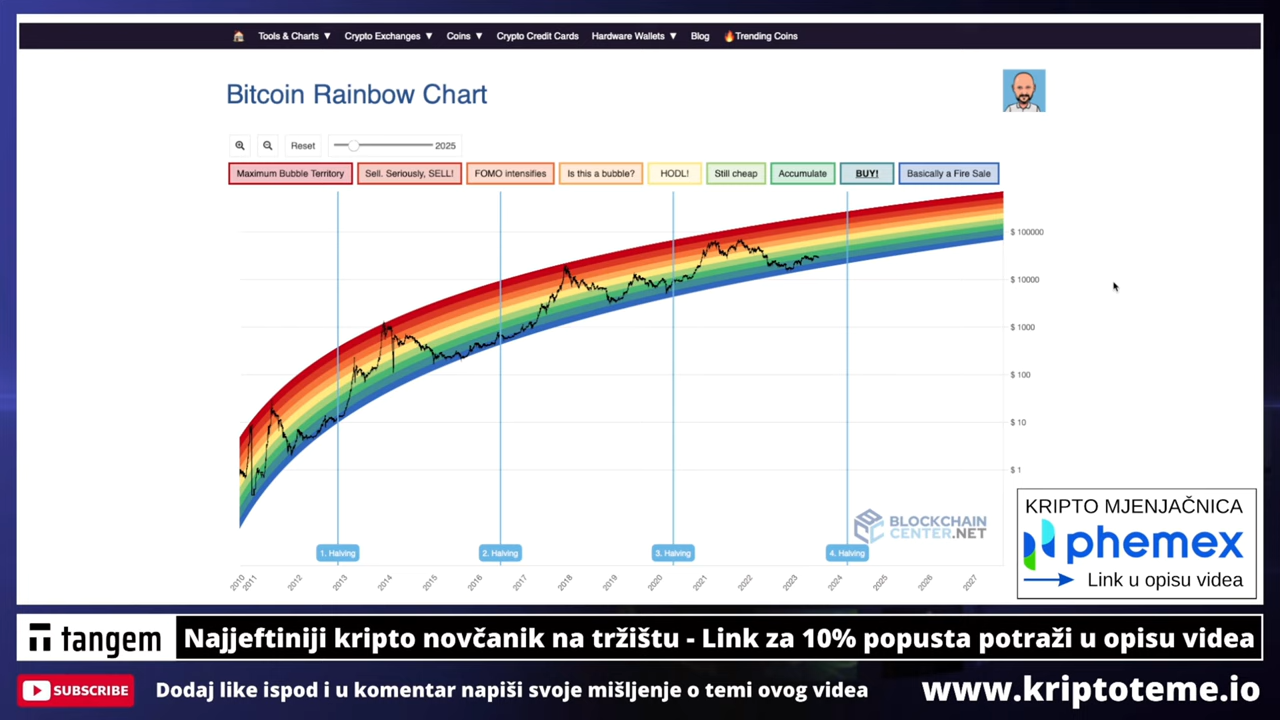 Tools & Charts ▼ Crypto Exchanges ▼ Coins ▼ Crypto Credit Cards Hardware Wallets ▼ Blog 🔥Trending Coins
Bitcoin Rainbow Chart
Reset 2025
Maximum Bubble Territory Sell. Seriously, SELL! FOMO intensifies Is this a bubble? HODL! Still cheap Accumulate BUY! Basically a Fire Sale
$ 100000
$ 10000
$ 1000
$ 100
$ 10
$ 1
BLOCKCHAIN
CENTER.NET
1. Halving 2. Halving 3. Halving 4. Halving
2010 2011 2012 2013 2014 2015 2016 2017 2018 2019 2020 2021 2022 2023 2024 2025 2026 2027
KRIPTO MJENJAČNICA
phemex
Link u opisu videa
tangem Najjeftiniji kripto novčanik na tržištu - Link za 10% popusta potraži u opisu videa
SUBSCRIBE Dodaj like ispod i u komentar napiši svoje mišljenje o temi ovog videa www.kriptoteme.io